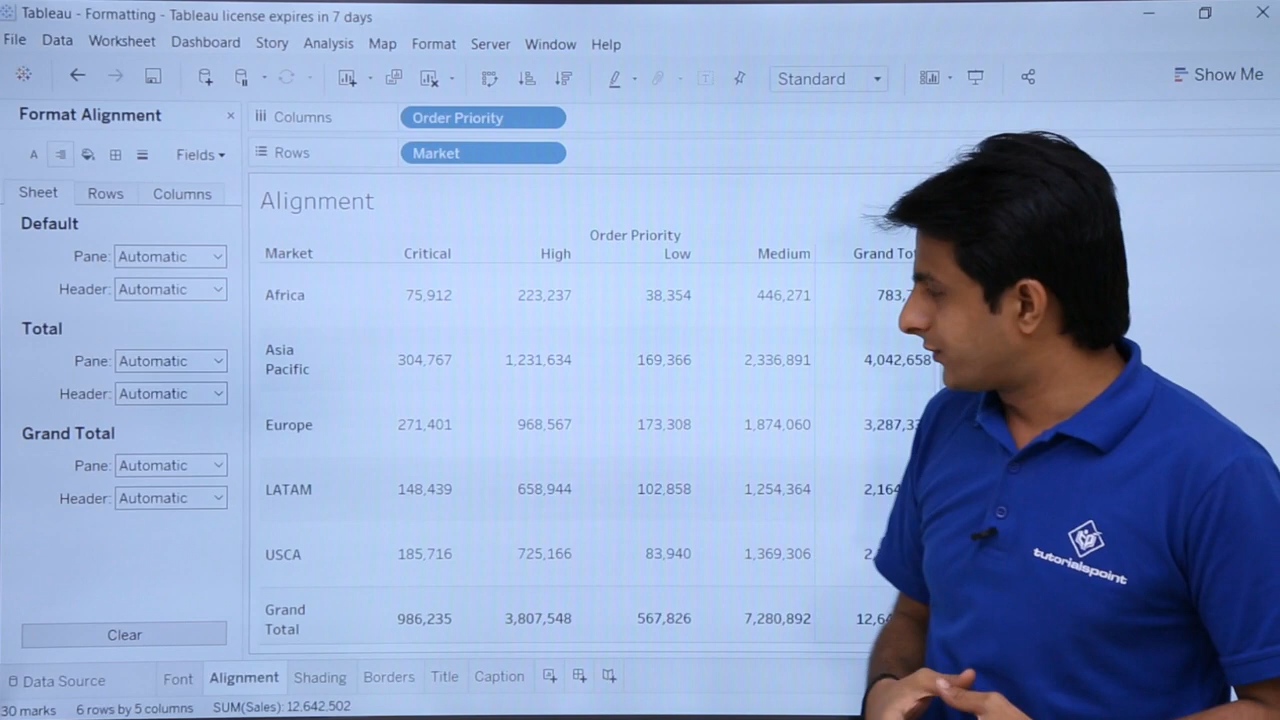 Tableau - Formatting - Tableau license expires in 7 days
File Data Worksheet Dashboard Story Analysis Map Format Server Window Help
Standard
Show Me
Format Alignment
Columns Order Priority
A Fields
Rows Market
Sheet Rows Columns
Alignment
Default
Order Priority
Market Critical High Low Medium Grand
Pane: Automatic
Header: Automatic
Africa 75,912 223,237 38,354 446,271
Total
Asia
Pacific 304,767 1,231,634 169,366 2,336,891 4,042,658
Pane: Automatic
Header: Automatic
Grand Total
Europe 271,401 968,567 173,308 1,874,060
Pane: Automatic
Header: Automatic
LATAM 148,439 658,944 102,858 1,254,364
USCA 185,716 725,166 83,940 1,369,306
Grand
Total 986,235 3,807,548 567,826 7,280,892
Clear
Data Source Font Alignment Shading Borders Title Caption
30 marks 6 rows by 5 columns SUM(Sales): 12,642,502
tutorialspoint